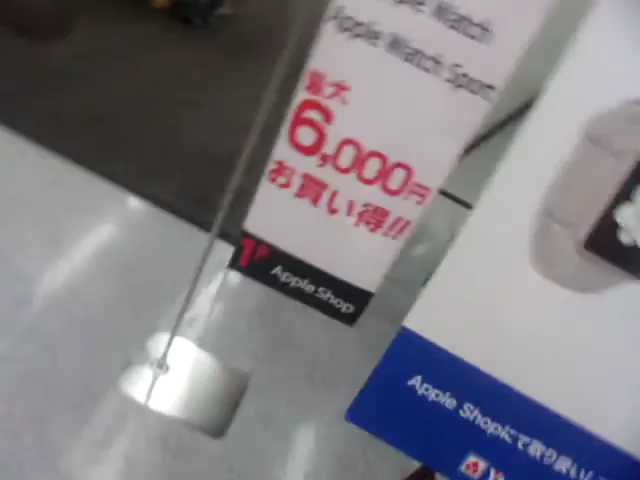 Apple Watch
Apple Watch Sport
最大
6,000円
お買い得!!
1F
Apple Shop
Apple Shopにて取り扱い